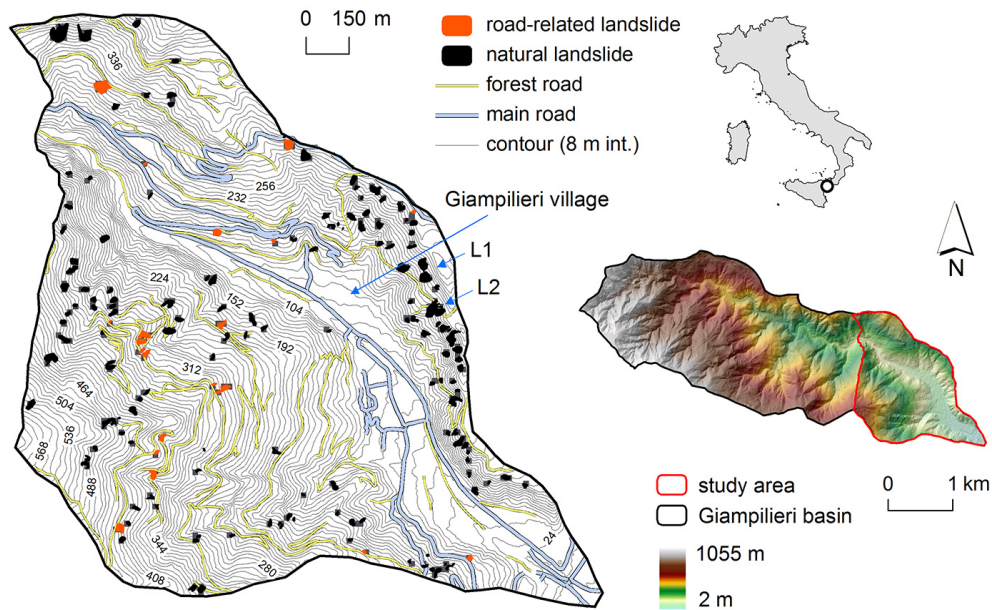 0 150 m
road-related landslide
natural landslide
forest road
main road
contour (8 m int.)
336
256
232
Giampilieri village
L1
L2
224
152
104
192
312
464
504
536
568
488
344
408
280
24
N
study area
Giampilieri basin
0 1 km
1055 m
2 m